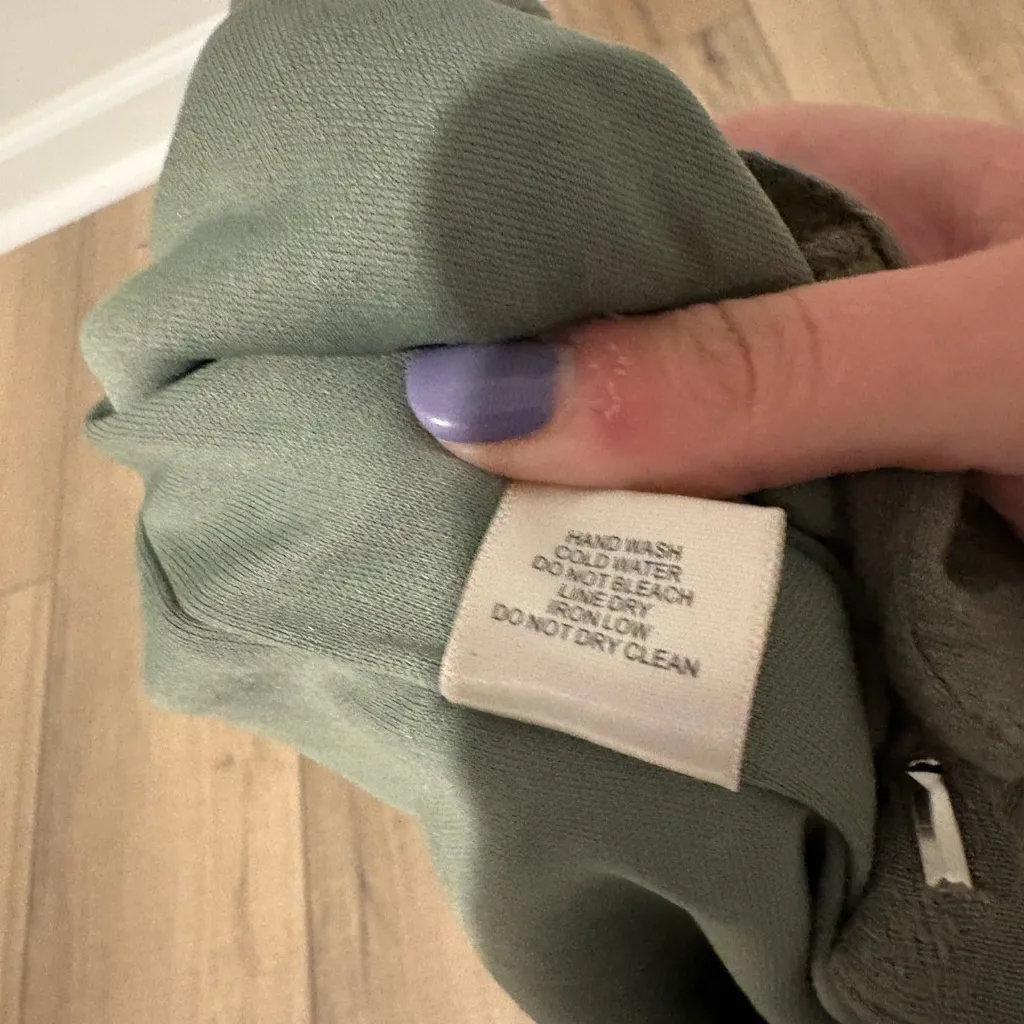 HAND WASH
COLD WATER
DO NOT BLEACH
LINE DRY
IRON LOW
DO NOT DRY CLEAN